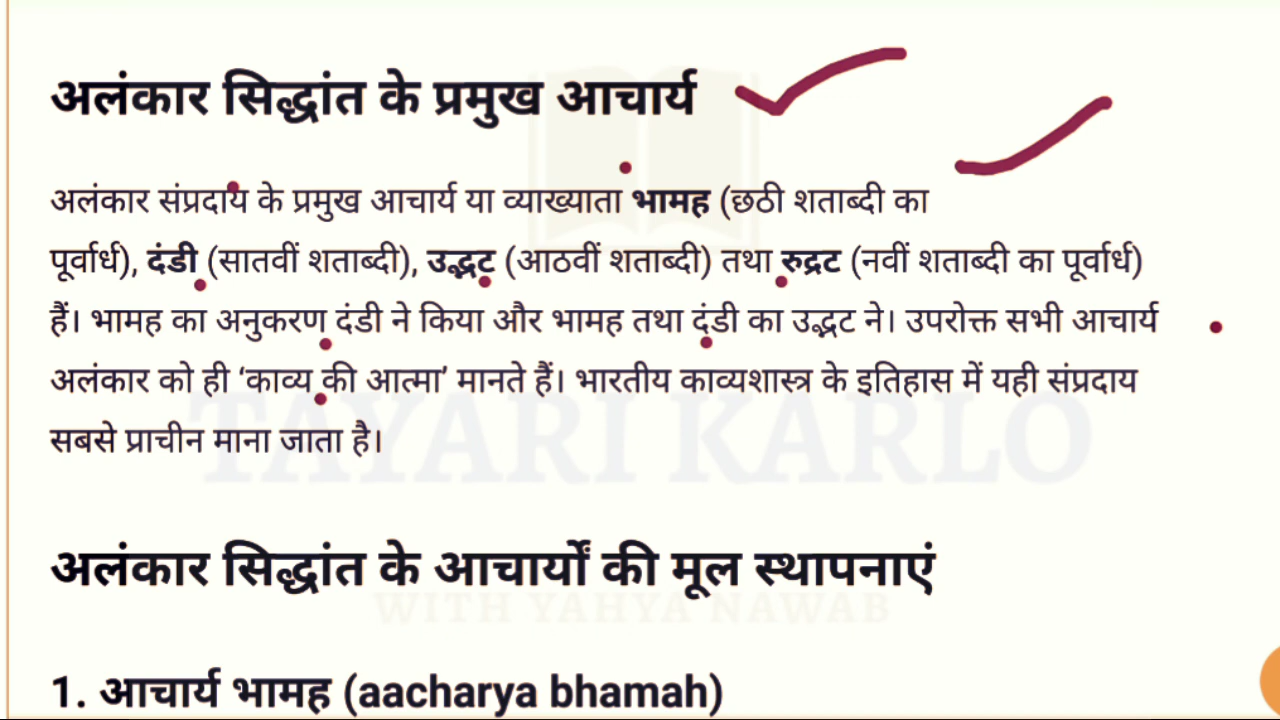 अलंकार सिद्धांत के प्रमुख आचार्य
अलंकार संप्रदाय के प्रमुख आचार्य या व्याख्याता भामह (छठी शताब्दी का
पूर्वार्ध), दंडी (सातवीं शताब्दी), उद्भट (आठवीं शताब्दी) तथा रुद्रट (नवीं शताब्दी का पूर्वार्ध)
हैं। भामह का अनुकरण दंडी ने किया और भामह तथा दंडी का उद्भट ने। उपरोक्त सभी आचार्य
अलंकार को ही ‘काव्य की आत्मा’ मानते हैं। भारतीय काव्यशास्त्र के इतिहास में यही संप्रदाय
सबसे प्राचीन माना जाता है।
TAYARI KARLO
अलंकार सिद्धांत के आचार्यों की मूल स्थापनाएं
WITH YAHYA NAWAB
1. आचार्य भामह (aacharya bhamah)